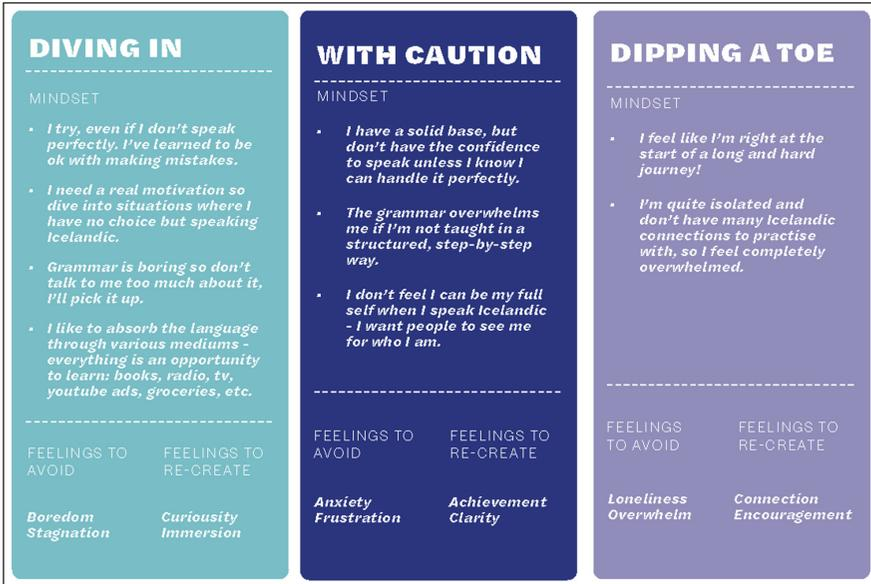 DIVING IN
MINDSET
▪ I try, even if I don't speak
perfectly. I've learned to be
ok with making mistakes.
▪ I need a real motivation so
dive into situations where I
have no choice but speaking
Icelandic.
▪ Grammar is boring so don't
talk to me too much about it,
I'll pick it up.
▪ I like to absorb the language
through various mediums -
everything is an opportunity
to learn: books, radio, tv,
youtube ads, groceries, etc.
FEELINGS TO
AVOID
Boredom
Stagnation
FEELINGS TO
RE-CREATE
Curiousity
Immersion
WITH CAUTION
MINDSET
▪ I have a solid base, but
don't have the confidence
to speak unless I know I
can handle it perfectly.
▪ The grammar overwhelms
me if I'm not taught in a
structured, step-by-step
way.
▪ I don't feel I can be my full
self when I speak Icelandic
- I want people to see me
for who I am.
FEELINGS TO
AVOID
Anxiety
Frustration
FEELINGS TO
RE-CREATE
Achievement
Clarity
DIPPING A TOE
MINDSET
▪ I feel like I'm right at the
start of a long and hard
journey!
▪ I'm quite isolated and
don't have many Icelandic
connections to practise
with, so I feel completely
overwhelmed.
FEELINGS
TO AVOID
Loneliness
Overwhelm
FEELINGS TO
RE-CREATE
Connection
Encouragement